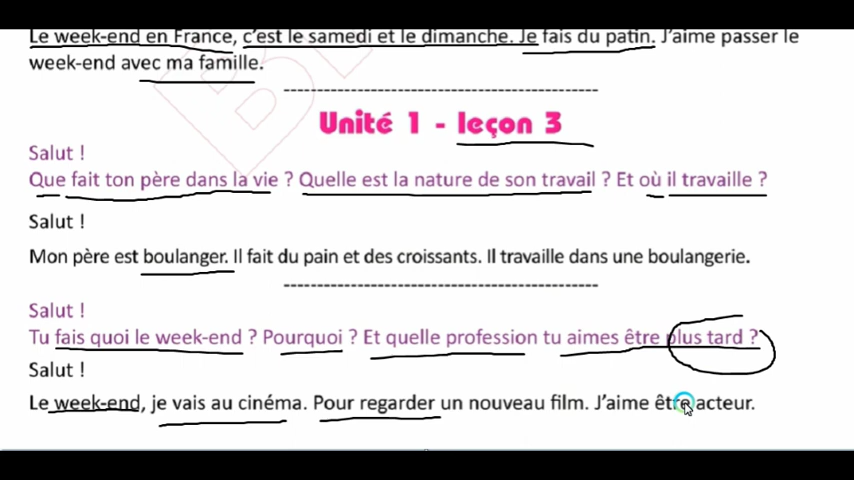 Le week-end en France, c'est le samedi et le dimanche. Je fais du patin. J'aime passer le
week-end avec ma famille.
Unité 1 - leçon 3
Salut !
Que fait ton père dans la vie ? Quelle est la nature de son travail ? Et où il travaille ?
Salut !
Mon père est boulanger. Il fait du pain et des croissants. Il travaille dans une boulangerie.
Salut !
Tu fais quoi le week-end ? Pourquoi ? Et quelle profession tu aimes être plus tard ?
Salut !
Le week-end, je vais au cinéma. Pour regarder un nouveau film. J'aime être acteur.